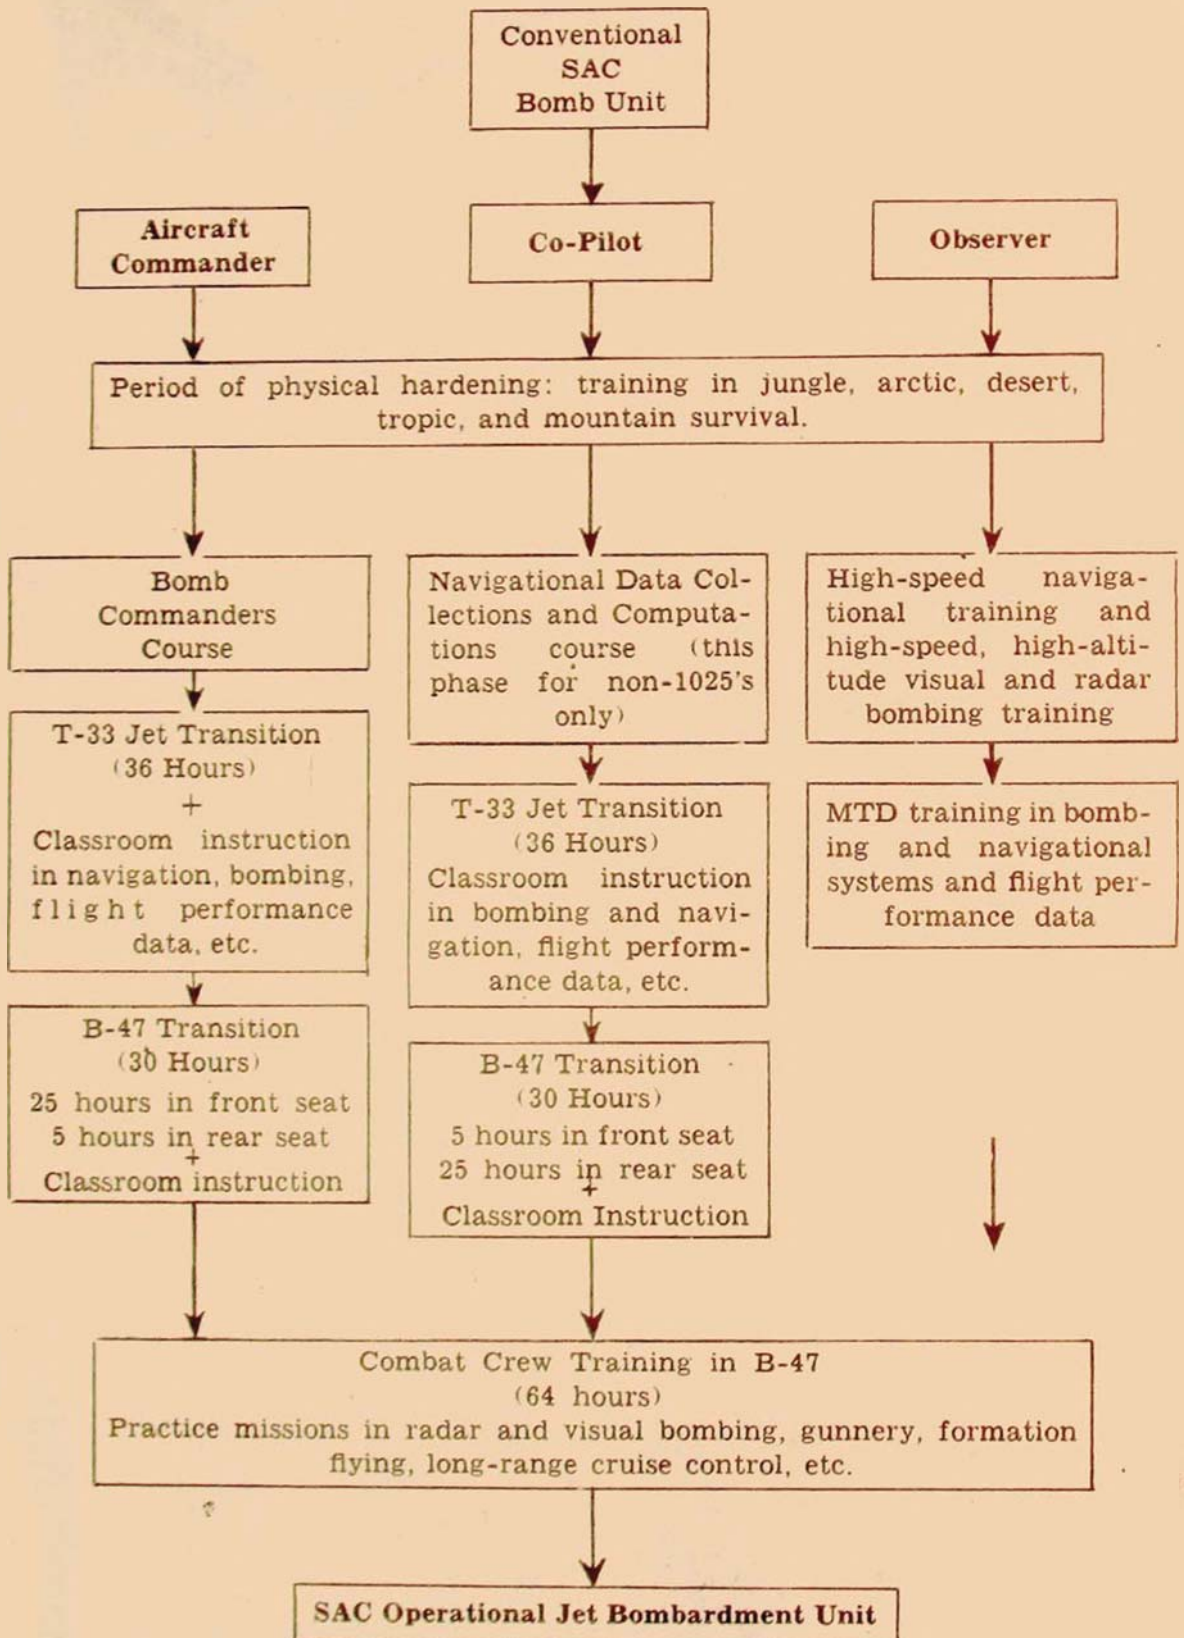 Conventional
SAC
Bomb Unit
Aircraft
Commander
Co-Pilot
Observer
Period of physical hardening: training in jungle, arctic, desert,
tropic, and mountain survival.
Bomb
Commanders
Course
T-33 Jet Transition
(36 Hours)
+
Classroom instruction
in navigation, bombing,
flight performance
data, etc.
B-47 Transition
(30 Hours)
25 hours in front seat
5 hours in rear seat
+
Classroom instruction
Navigational Data Col-
lections and Computa-
tions course (this
phase for non-1025's
only)
T-33 Jet Transition
(36 Hours)
Classroom instruction
in bombing and navi-
gation, flight perform-
ance data, etc.
B-47 Transition
(30 Hours)
5 hours in front seat
25 hours in rear seat
+
Classroom Instruction
High-speed naviga-
tional training and
high-speed, high-alti-
tude visual and radar
bombing training
MTD training in bomb-
ing and navigational
systems and flight per-
formance data
Combat Crew Training in B-47
(64 hours)
Practice missions in radar and visual bombing, gunnery, formation
flying, long-range cruise control, etc.
SAC Operational Jet Bombardment Unit